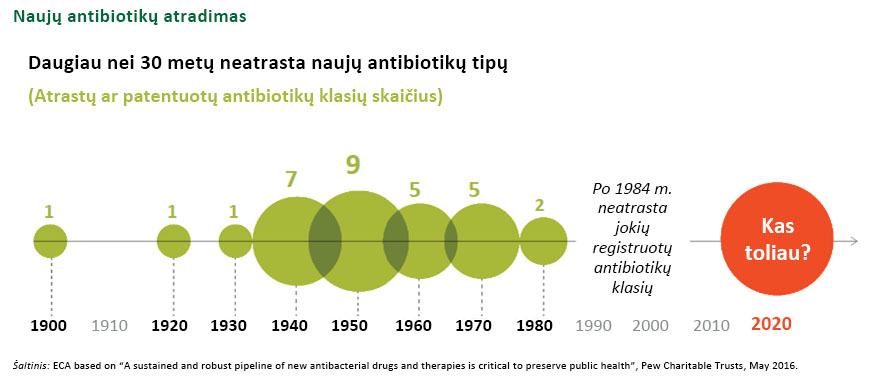 Naujų antibiotikų atradimas
Daugiau nei 30 metų neatrasta naujų antibiotikų tipų
(Atrastų ar patentuotų antibiotikų klasių skaičius)
1
1
1
7
9
5
5
2
Po 1984 m.
neatrasta
jokių
registruotų
antibiotikų
klasių
Kas
toliau?
1900 1910 1920 1930 1940 1950 1960 1970 1980 1990 2000 2010 2020
Šaltinis: ECA based on “A sustained and robust pipeline of new antibacterial drugs and therapies is critical to preserve public health”, Pew Charitable Trusts, May 2016.